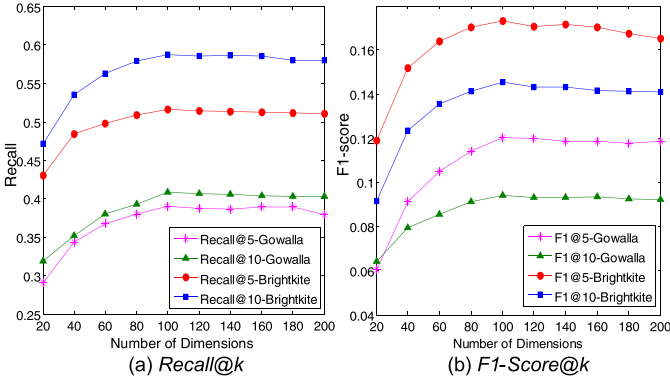 0.65
0.6
0.55
0.5
0.45
0.4
0.35
0.3
0.25
Recall
20 40 60 80 100 120 140 160 180 200
Number of Dimensions
Recall@5-Gowalla
Recall@10-Gowalla
Recall@5-Brightkite
Recall@10-Brightkite
(a) Recall@k
0.16
0.14
0.12
0.1
0.08
0.06
0.04
F1-score
20 40 60 80 100 120 140 160 180 200
Number of Dimensions
F1@5-Gowalla
F1@10-Gowalla
F1@5-Brightkite
F1@10-Brightkite
(b) F1-Score@k